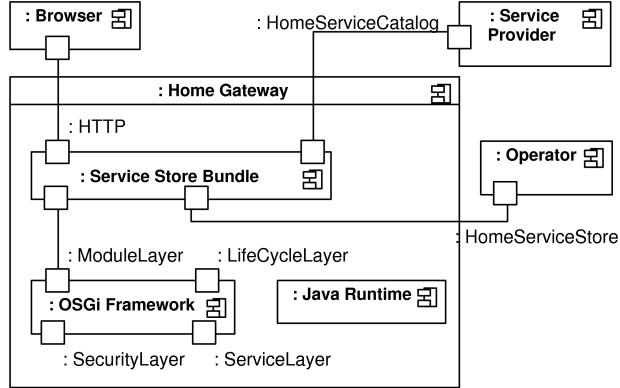 : Browser
: HomeServiceCatalog
: Service
Provider
: Home Gateway
: HTTP
: Service Store Bundle
: Operator
: HomeServiceStore
: ModuleLayer
: LifeCycleLayer
: OSGi Framework
: Java Runtime
: SecurityLayer
: ServiceLayer